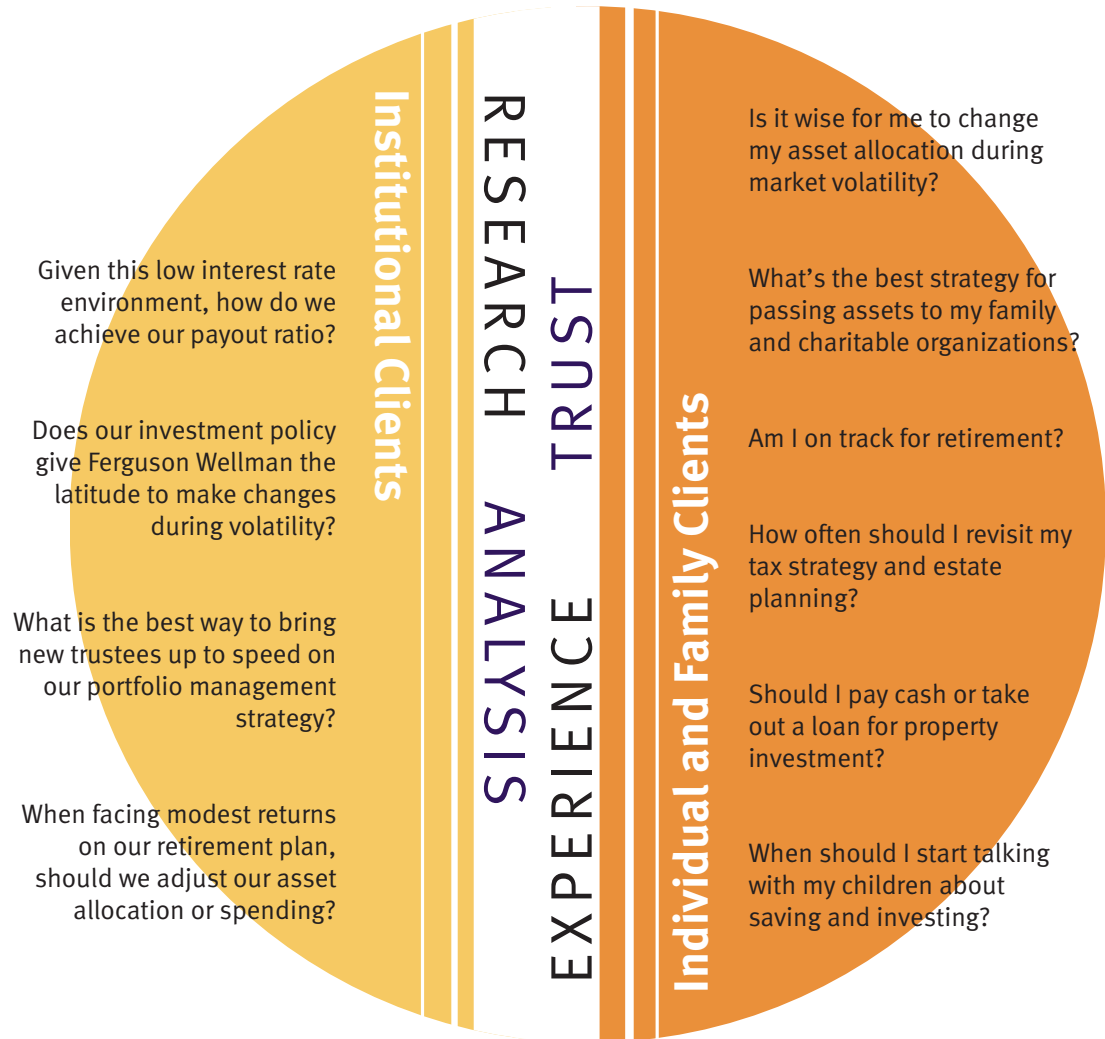 Institutional Clients
Given this low interest rate
environment, how do we
achieve our payout ratio?
Does our investment policy
give Ferguson Wellman the
latitude to make changes
during volatility?
What is the best way to bring
new trustees up to speed on
our portfolio management
strategy?
When facing modest returns
on our retirement plan,
should we adjust our asset
allocation or spending?
RESEARCH ANALYSIS
EXPERIENCE TRUST
Individual and Family Clients
Is it wise for me to change
my asset allocation during
market volatility?
What’s the best strategy for
passing assets to my family
and charitable organizations?
Am I on track for retirement?
How often should I revisit my
tax strategy and estate
planning?
Should I pay cash or take
out a loan for property
investment?
When should I start talking
with my children about
saving and investing?